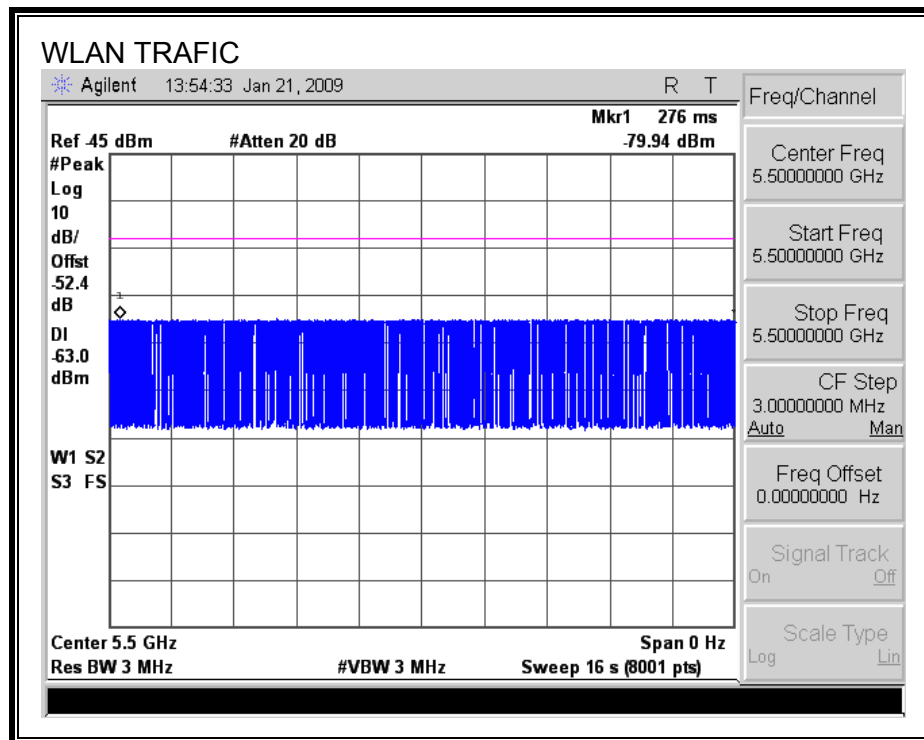 WLAN TRAFIC
Agilent 13:54:33 Jan 21, 2009 R T
Mkr1 276 ms
Ref -45 dBm #Atten 20 dB -79.94 dBm
#Peak
Log
10
dB/
Offst
-52.4
dB
DI
-63.0
dBm
W1 S2
S3 FS
1
Center 5.5 GHz Span 0 Hz
Res BW 3 MHz #VBW 3 MHz Sweep 16 s (8001 pts)
Freq/Channel
Center Freq
5.50000000 GHz
Start Freq
5.50000000 GHz
Stop Freq
5.50000000 GHz
CF Step
3.00000000 MHz
Auto Man
Freq Offset
0.00000000 Hz
Signal Track
On Off
Scale Type
Log Lin